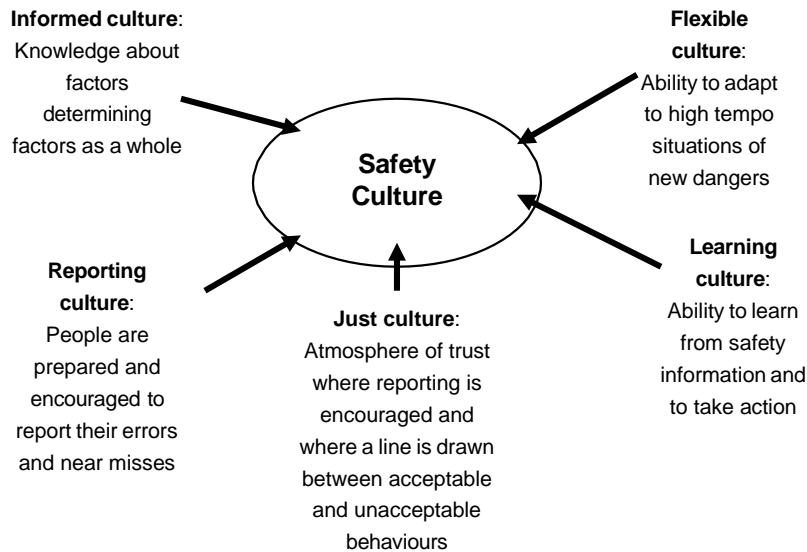 Informed culture:
Knowledge about
factors
determining
factors as a whole
Flexible
culture:
Ability to adapt
to high tempo
situations of
new dangers
Safety
Culture
Reporting
culture:
People are
prepared and
encouraged to
report their errors
and near misses
Just culture:
Atmosphere of trust
where reporting is
encouraged and
where a line is drawn
between acceptable
and unacceptable
behaviours
Learning
culture:
Ability to learn
from safety
information and
to take action